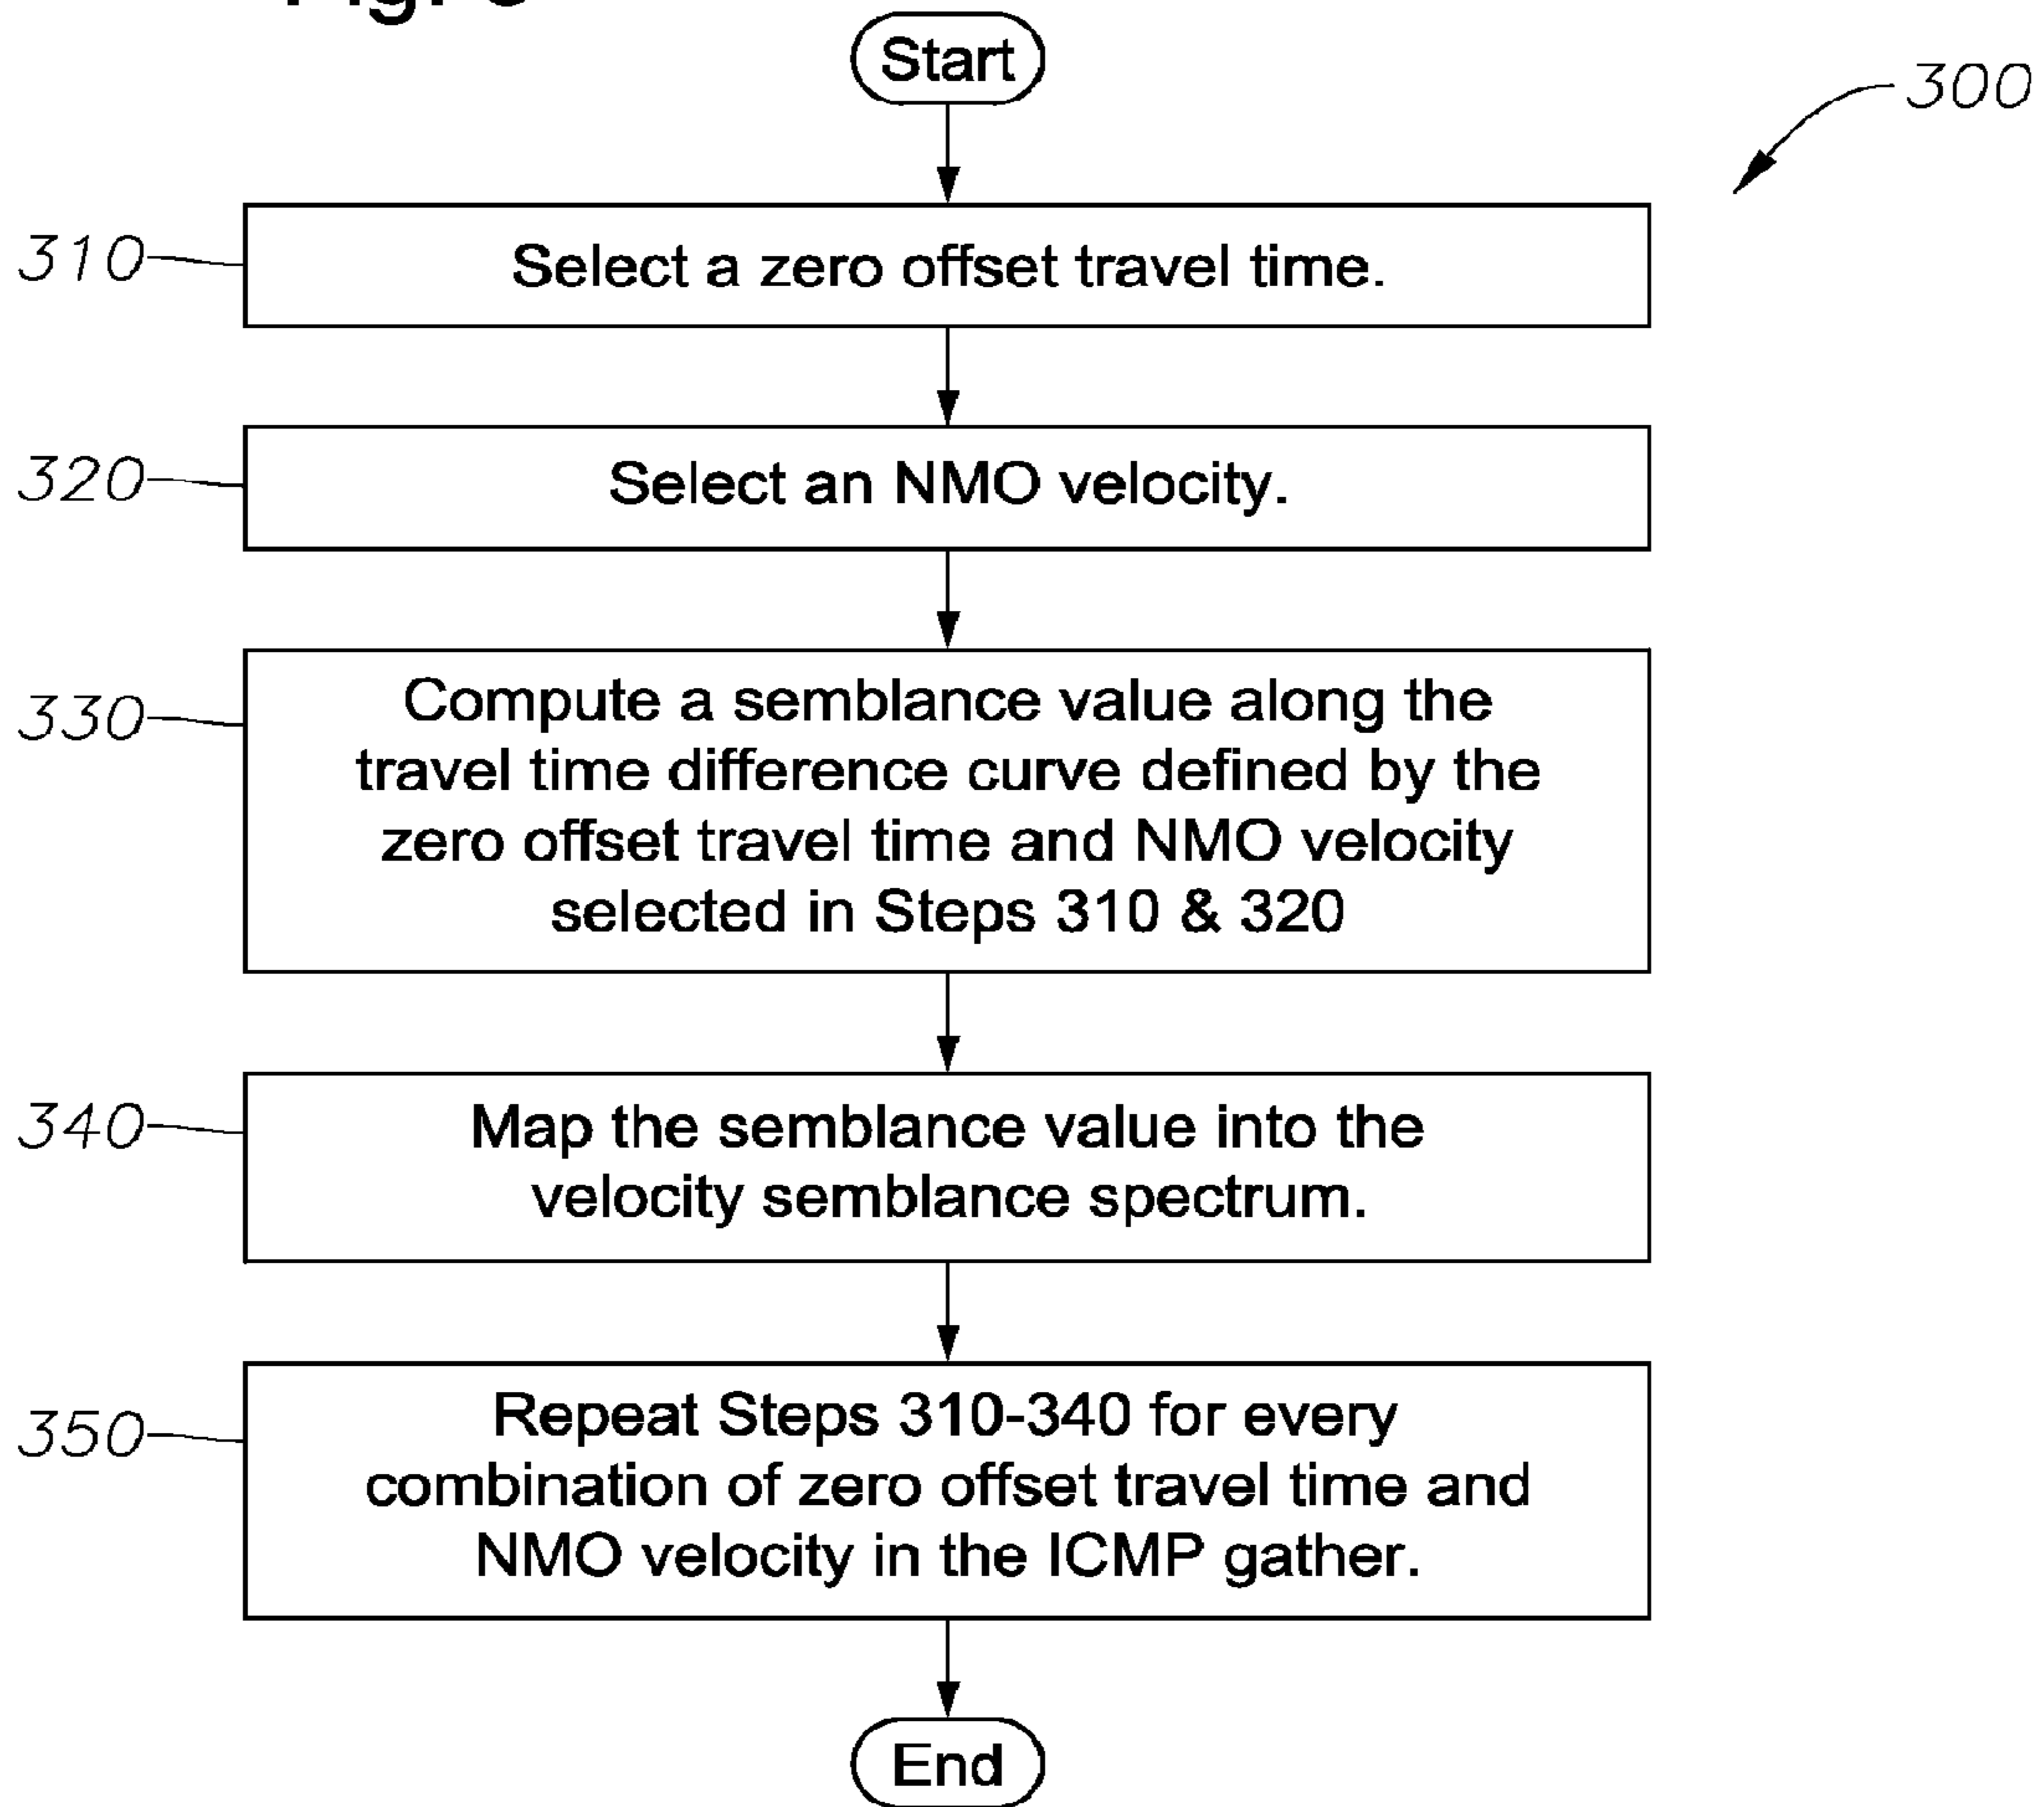 Start
300
310
Select a zero offset travel time.
320
Select an NMO velocity.
330
Compute a semblance value along the
travel time difference curve defined by the
zero offset travel time and NMO velocity
selected in Steps 310 & 320
340
Map the semblance value into the
velocity semblance spectrum.
350
Repeat Steps 310-340 for every
combination of zero offset travel time and
NMO velocity in the ICMP gather.
End